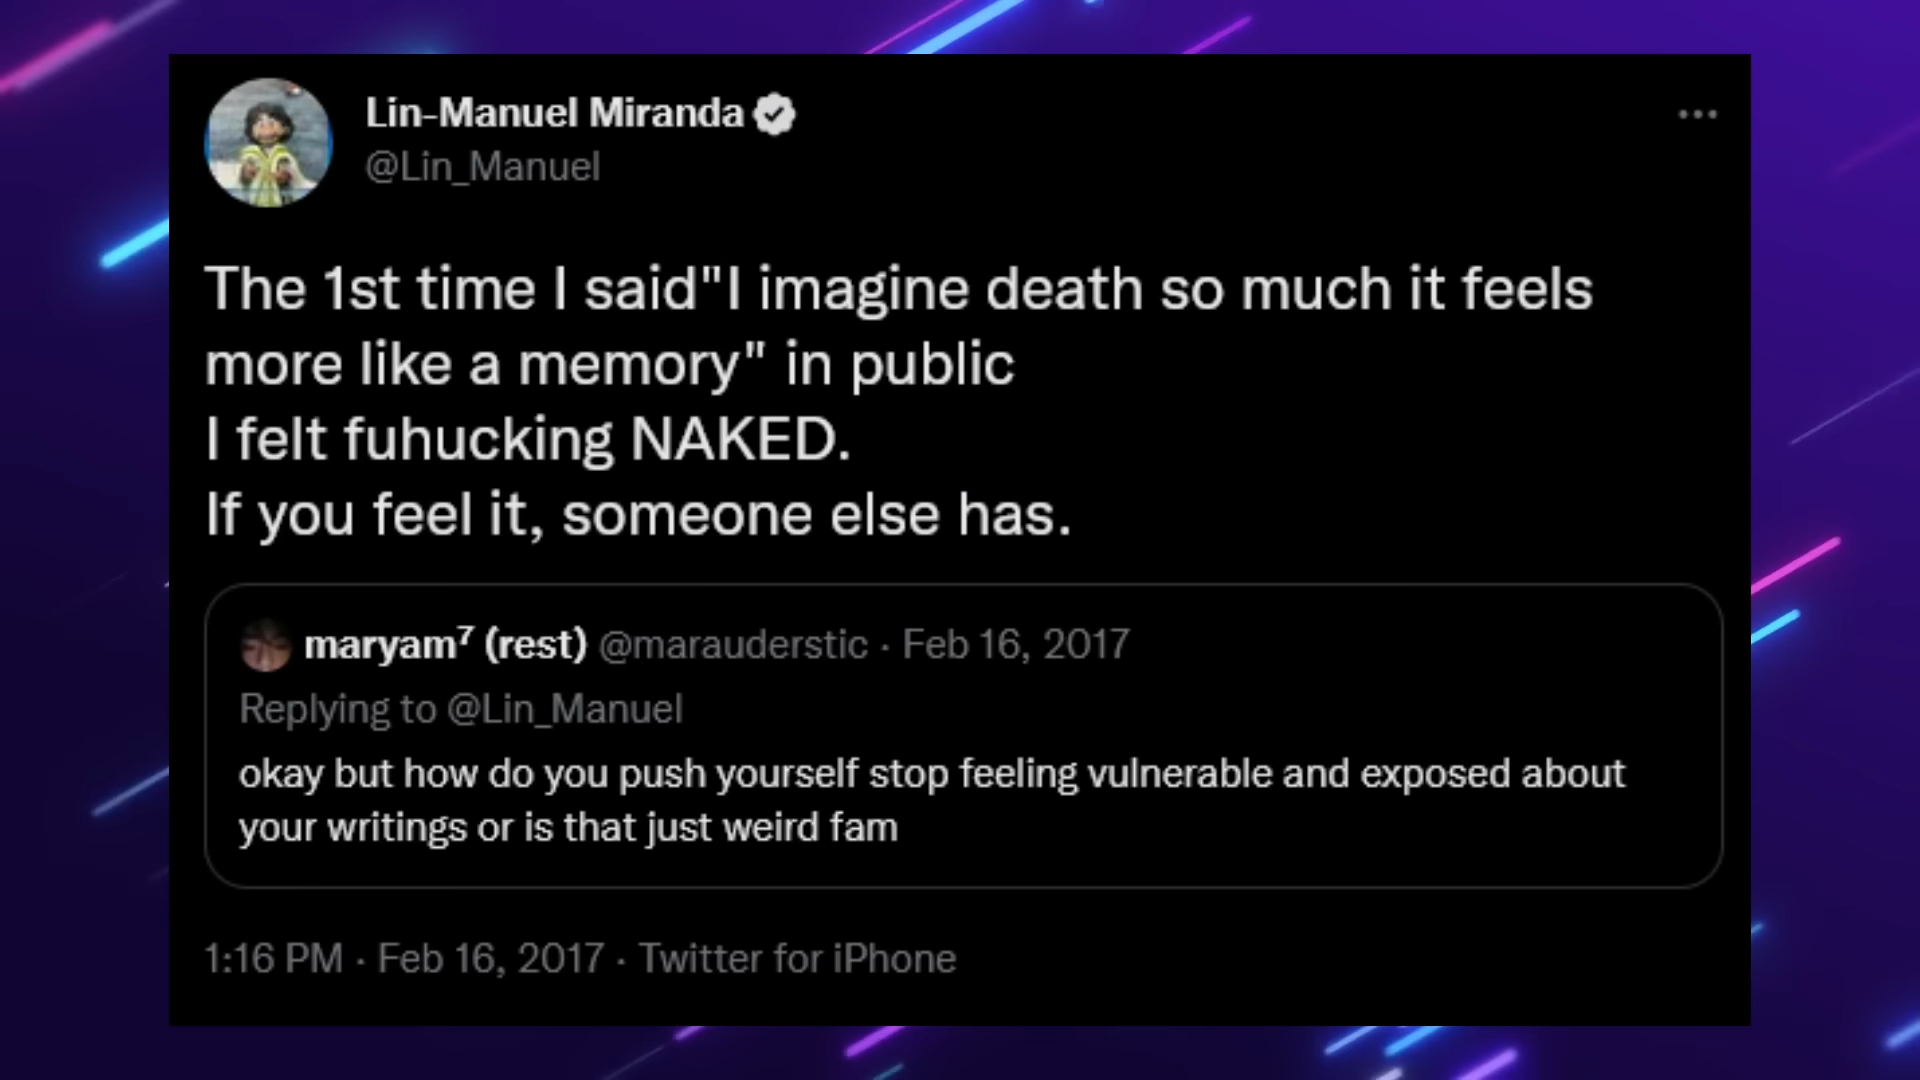 Lin-Manuel Miranda
@Lin_Manuel
The 1st time I said"I imagine death so much it feels
more like a memory" in public
I felt fuhucking NAKED.
If you feel it, someone else has.
maryam⁷ (rest) @marauderstic · Feb 16, 2017
Replying to @Lin_Manuel
okay but how do you push yourself stop feeling vulnerable and exposed about
your writings or is that just weird fam
1:16 PM · Feb 16, 2017 · Twitter for iPhone